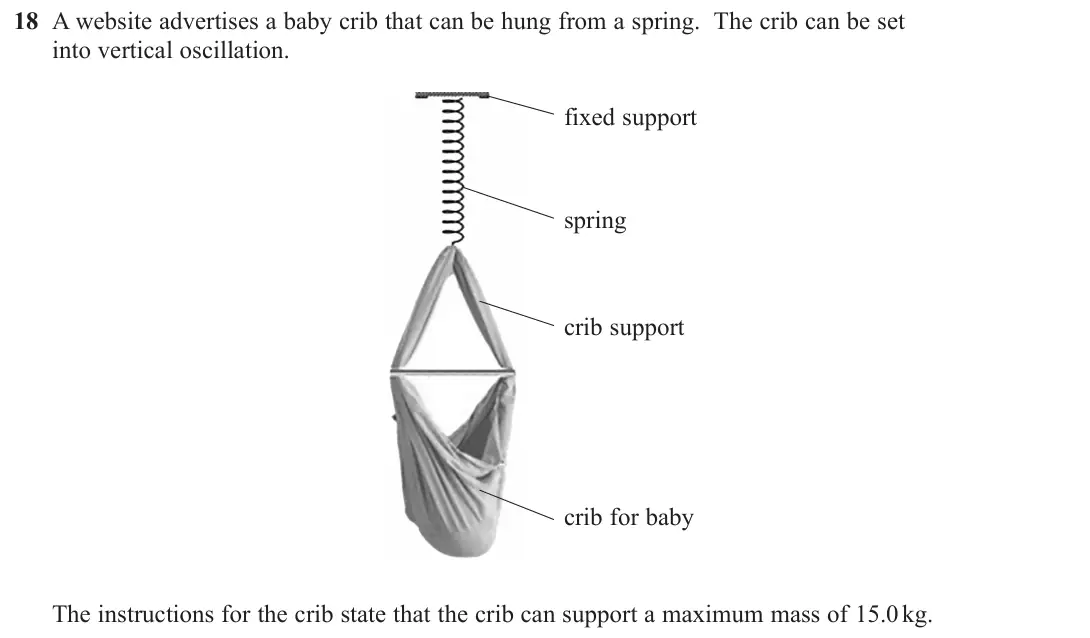 18 A website advertises a baby crib that can be hung from a spring. The crib can be set
into vertical oscillation.
fixed support
spring
crib support
crib for baby
The instructions for the crib state that the crib can support a maximum mass of 15.0 kg.